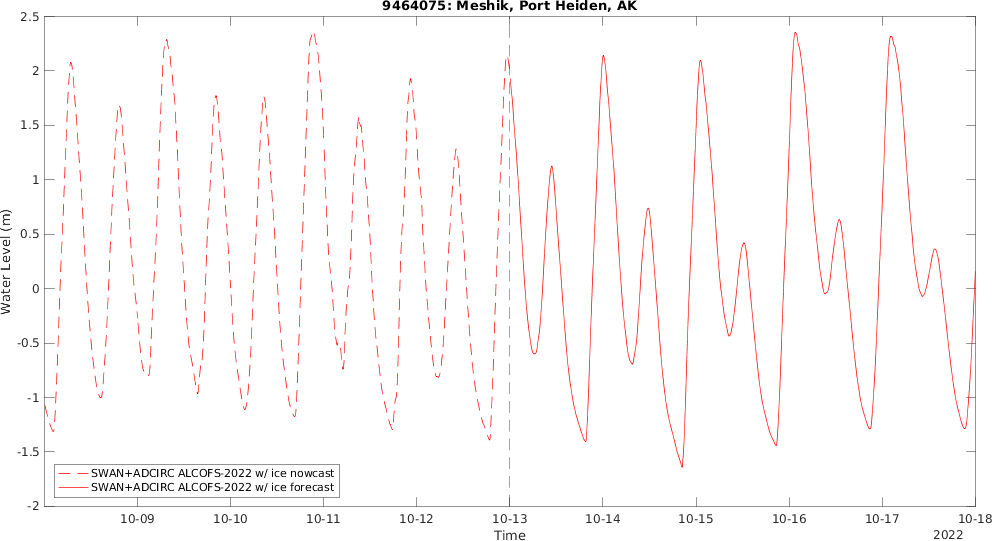 9464075: Meshik, Port Heiden, AK
2.5
2
1.5
1
0.5
0
-0.5
-1
-1.5
-2
Water Level (m)
SWAN+ADCIRC ALCOFS-2022 w/ ice nowcast
SWAN+ADCIRC ALCOFS-2022 w/ ice forecast
10-09 10-10 10-11 10-12 10-13 10-14 10-15 10-16 10-17 10-18
Time
2022